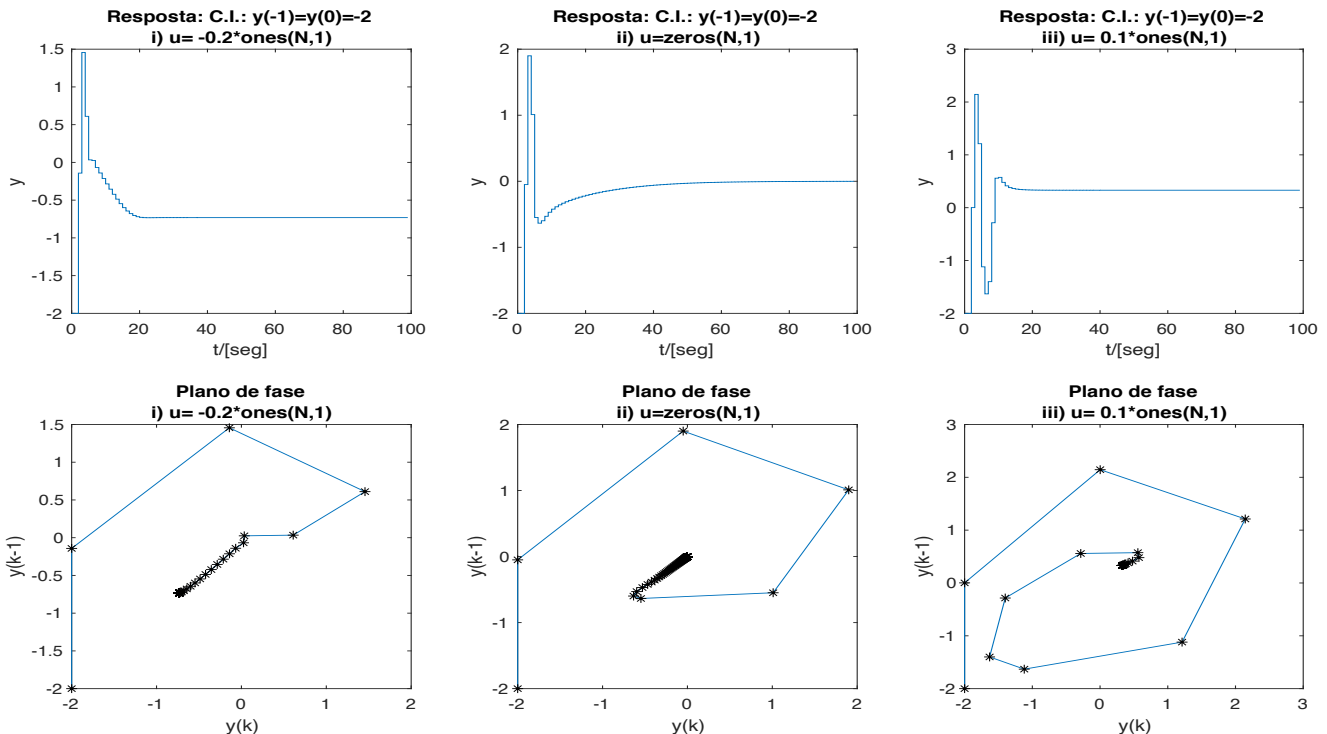 Resposta: C.I.: y(-1)=y(0)=-2
i) u= -0.2*ones(N,1)
1.5
1
0.5
0
-0.5
-1
-1.5
-2
y
0 20 40 60 80 100
t/[seg]
Resposta: C.I.: y(-1)=y(0)=-2
ii) u=zeros(N,1)
2
1
0
-1
-2
y
0 20 40 60 80 100
t/[seg]
Resposta: C.I.: y(-1)=y(0)=-2
iii) u= 0.1*ones(N,1)
3
2
1
0
-1
-2
y
0 20 40 60 80 100
t/[seg]
Plano de fase
i) u= -0.2*ones(N,1)
1.5
1
0.5
0
-0.5
-1
-1.5
-2
y(k-1)
-2 -1 0 1 2
y(k)
Plano de fase
ii) u=zeros(N,1)
2
1
0
-1
-2
y(k-1)
-2 -1 0 1 2
y(k)
Plano de fase
iii) u= 0.1*ones(N,1)
3
2
1
0
-1
-2
y(k-1)
-2 -1 0 1 2 3
y(k)